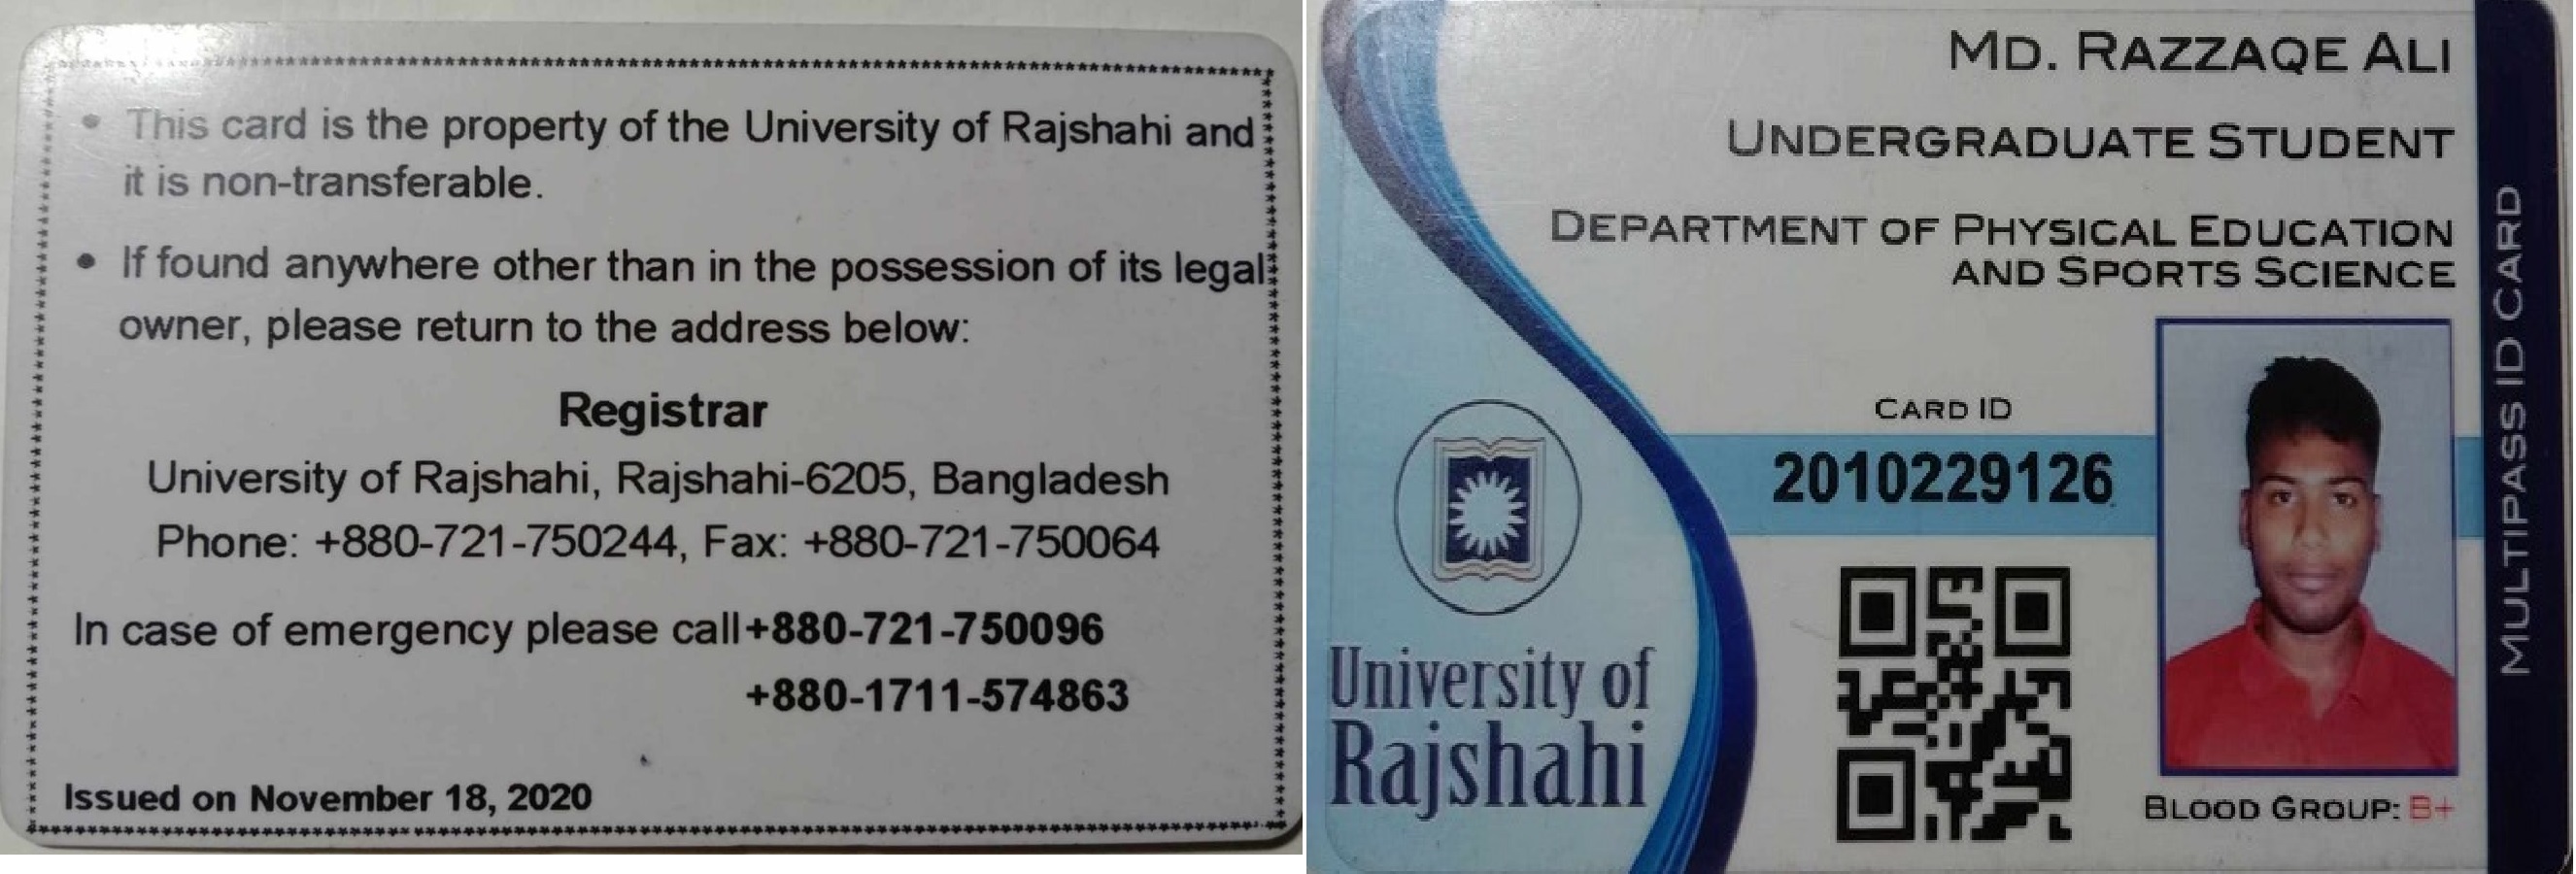 • This card is the property of the University of Rajshahi and
it is non-transferable.
• If found anywhere other than in the possession of its legal
owner, please return to the address below:
Registrar
University of Rajshahi, Rajshahi-6205, Bangladesh
Phone: +880-721-750244, Fax: +880-721-750064
In case of emergency please call +880-721-750096
+880-1711-574863
Issued on November 18, 2020
MD. RAZZAQE ALI
UNDERGRADUATE STUDENT
DEPARTMENT OF PHYSICAL EDUCATION
AND SPORTS SCIENCE
CARD ID
2010229126
University of
Rajshahi
BLOOD GROUP: B+
MULTIPASS ID CARD